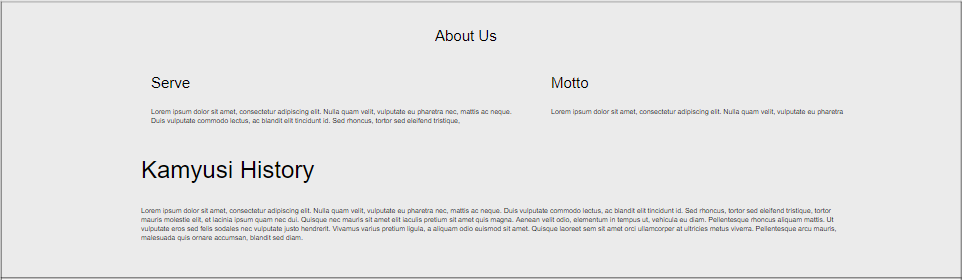 About Us
Serve
Motto
Lorem ipsum dolor sit amet, consectetur adipiscing elit. Nulla quam velit, vulputate eu pharetra nec, mattis ac neque.
Duis vulputate commodo lectus, ac blandit elit tincidunt id. Sed rhoncus, tortor sed eleifend tristique,
Lorem ipsum dolor sit amet, consectetur adipiscing elit. Nulla quam velit, vulputate eu pharetra
Kamyusi History
Lorem ipsum dolor sit amet, consectetur adipiscing elit. Nulla quam velit, vulputate eu pharetra nec, mattis ac neque. Duis vulputate commodo lectus, ac blandit elit tincidunt id. Sed rhoncus, tortor sed eleifend tristique, tortor
mauris molestie elit, et lacinia ipsum quam nec dui. Quisque nec mauris sit amet elit iaculis pretium sit amet quis magna. Aenean velit odio, elementum in tempus ut, vehicula eu diam. Pellentesque rhoncus aliquam mattis. Ut
vulputate eros sed felis sodales nec vulputate justo hendrerit. Vivamus varius pretium ligula, a aliquam odio euismod sit amet. Quisque laoreet sem sit amet orci ullamcorper at ultricies metus viverra. Pellentesque arcu mauris,
malesuada quis ornare accumsan, blandit sed diam.